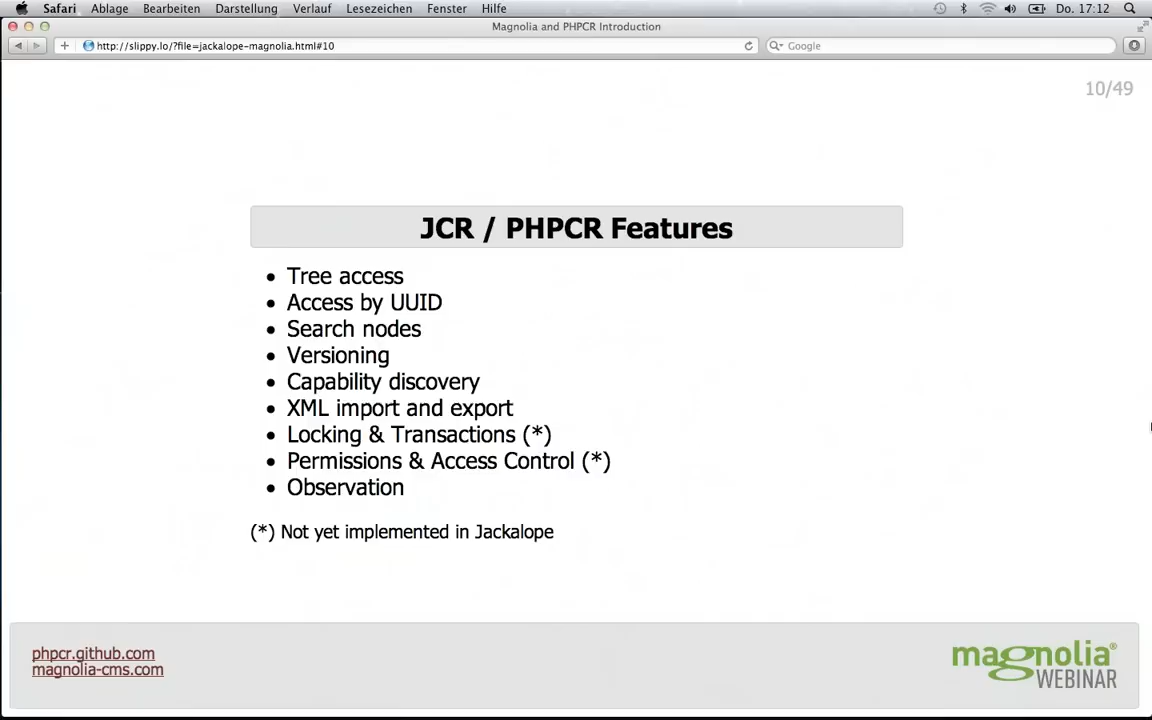 Safari Ablage Bearbeiten Darstellung Verlauf Lesezeichen Fenster Hilfe Do. 17:12
Magnolia and PHPCR Introduction
http://slippy.lo/?file=jackalope-magnolia.html#10 Google
10/49
JCR / PHPCR Features
• Tree access
• Access by UUID
• Search nodes
• Versioning
• Capability discovery
• XML import and export
• Locking & Transactions (*)
• Permissions & Access Control (*)
• Observation
(*) Not yet implemented in Jackalope
phpcr.github.com
magnolia-cms.com
magnolia®
WEBINAR